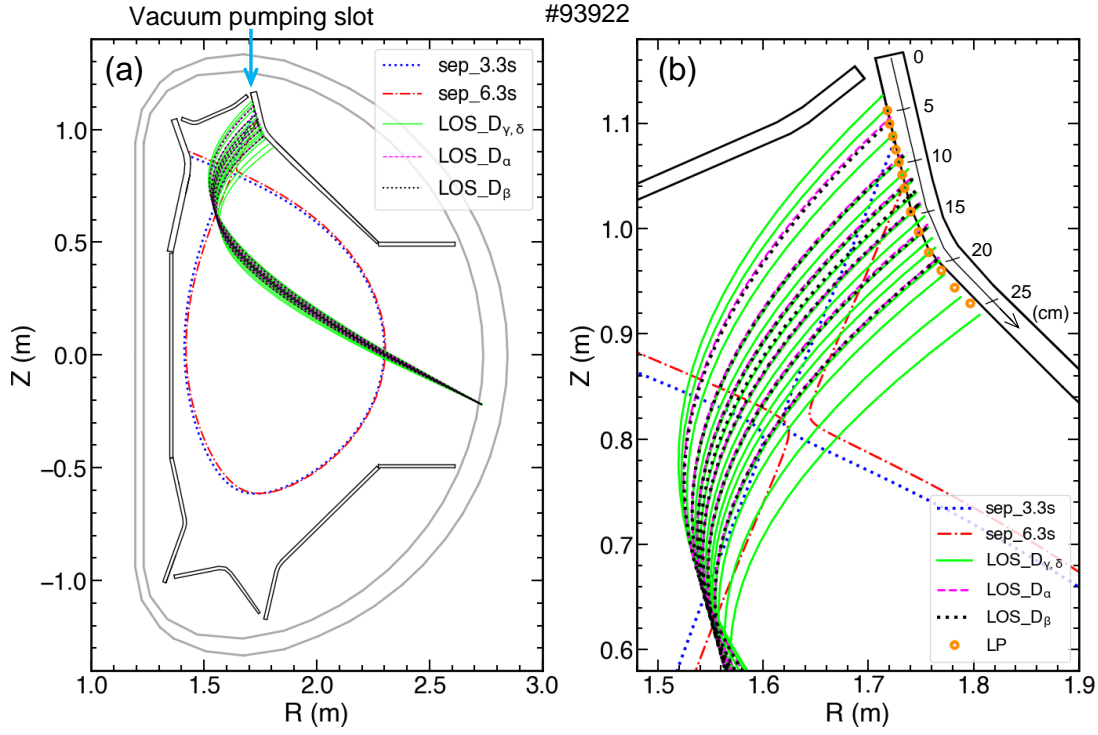 Vacuum pumping slot
#93922
(a)
sep_3.3s
sep_6.3s
LOS_Dγ, δ
LOS_Dα
LOS_Dβ
1.0
0.5
0.0
−0.5
−1.0
Z (m)
1.0
1.5
2.0
2.5
3.0
R (m)
(b)
0
5
10
15
20
25
(cm)
1.1
1.0
0.9
0.8
0.7
0.6
Z (m)
sep_3.3s
sep_6.3s
LOS_Dγ, δ
LOS_Dα
LOS_Dβ
LP
1.5
1.6
1.7
1.8
1.9
R (m)